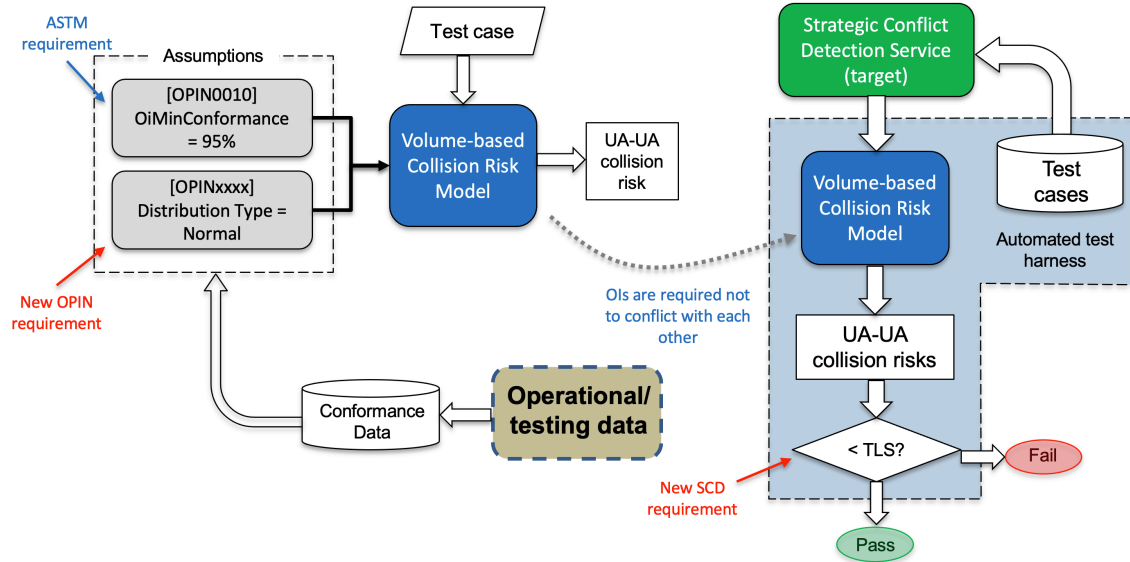 ASTM
requirement
Assumptions
[OPIN0010]
OiMinConformance
= 95%
[OPINxxxx]
Distribution Type =
Normal
New OPIN
requirement
Test case
Volume-based
Collision Risk
Model
UA-UA
collision
risk
Conformance
Data
Operational/
testing data
OIs are required not
to conflict with each
other
Strategic Conflict
Detection Service
(target)
Test
cases
Automated test
harness
Volume-based
Collision Risk
Model
UA-UA
collision risks
< TLS?
New SCD
requirement
Fail
Pass